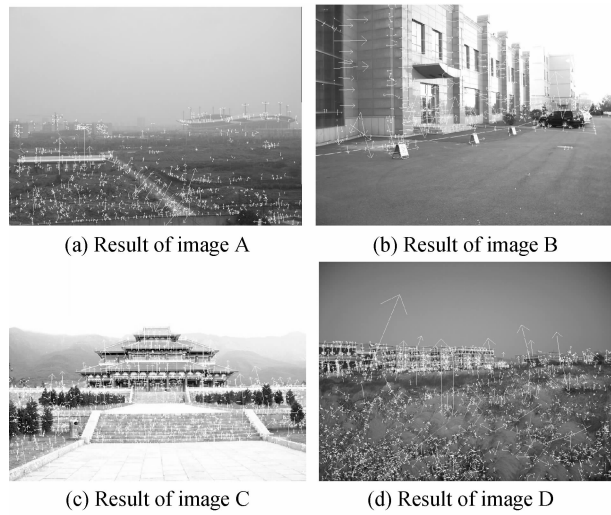 (a) Result of image A
(b) Result of image B
(c) Result of image C
(d) Result of image D